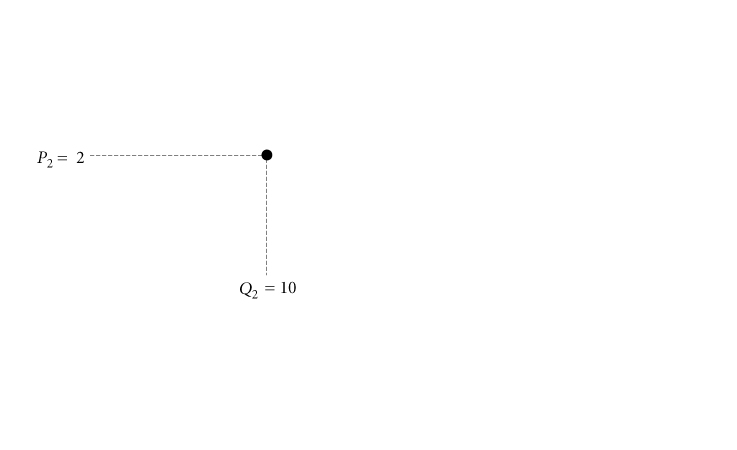 P₂ = 2
Q₂ = 10